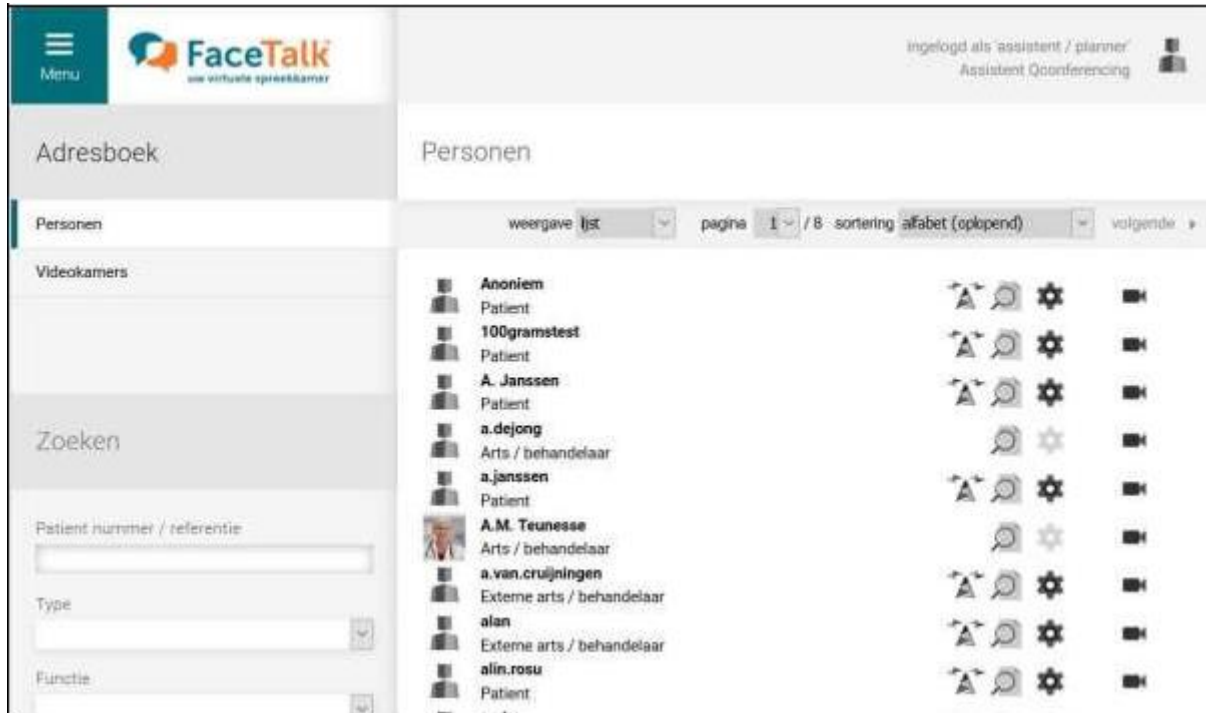 Menu
FaceTalk
uw virtuele spreekkamer
ingelogd als 'assistent / planner'
Assistent Qconferencing
Adresboek
Personen
Videokamers
Zoeken
Patient nummer / referentie
Type
Functie
Personen
weergave lijst pagina 1 / 8 sortering alfabet (oplopend) volgende
Anoniem
Patient
100gramstest
Patient
A. Janssen
Patient
a.dejong
Arts / behandelaar
a.janssen
Patient
A.M. Teunesse
Arts / behandelaar
a.van.cruijningen
Externe arts / behandelaar
alan
Externe arts / behandelaar
alin.rosu
Patient